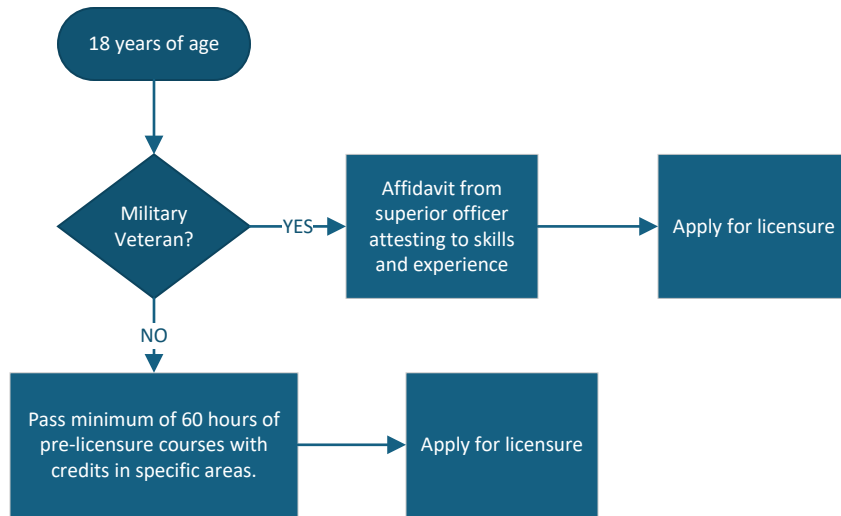 18 years of age
Military
Veteran?
YES
Affidavit from
superior officer
attesting to skills
and experience
Apply for licensure
NO
Pass minimum of 60 hours of
pre-licensure courses with
credits in specific areas.
Apply for licensure